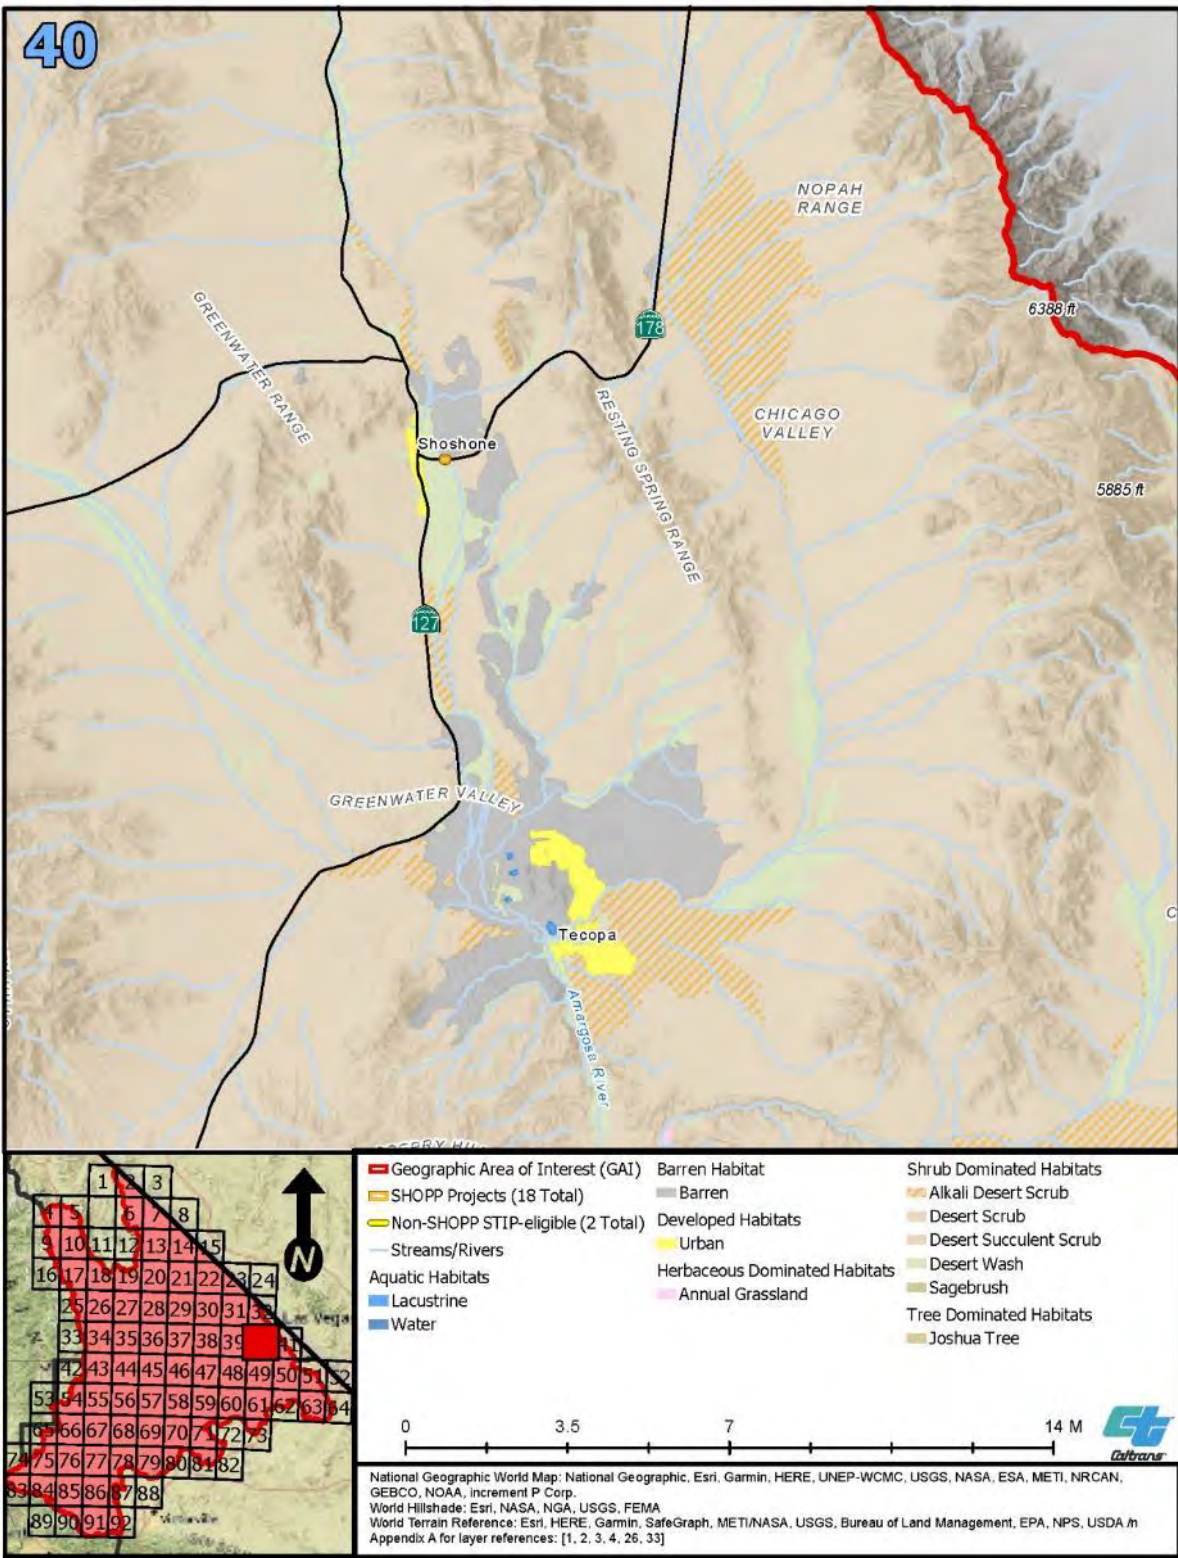 40
NOPAH
RANGE
6388 ft
GREENWATER RANGE
178
CHICAGO
VALLEY
RESTING SPRING RANGE
Shoshone
5885 ft
127
GREENWATER VALLEY
Tecopa
Amargosa River
1 2 3
4 5 6 7 8
9 10 11 12 13 14 15
16 17 18 19 20 21 22 23 24
25 26 27 28 29 30 31 32
Las Vega
33 34 35 36 37 38 39 41
42 43 44 45 46 47 48 49 50 51 52
53 54 55 56 57 58 59 60 61 62 63 64
65 66 67 68 69 70 71 72 73
74 75 76 77 78 79 80 81 82
83 84 85 86 87 88
89 90 91 92
N
Geographic Area of Interest (GAI)
SHOPP Projects (18 Total)
Non-SHOPP STIP-eligible (2 Total)
Streams/Rivers
Aquatic Habitats
Lacustrine
Water
Barren Habitat
Barren
Developed Habitats
Urban
Herbaceous Dominated Habitats
Annual Grassland
Shrub Dominated Habitats
Alkali Desert Scrub
Desert Scrub
Desert Succulent Scrub
Desert Wash
Sagebrush
Tree Dominated Habitats
Joshua Tree
0 3.5 7 14 M
Caltrans
National Geographic World Map: National Geographic, Esri, Garmin, HERE, UNEP-WCMC, USGS, NASA, ESA, METI, NRCAN,
GEBCO, NOAA, increment P Corp.
World Hillshade: Esri, NASA, NGA, USGS, FEMA
World Terrain Reference: Esri, HERE, Garmin, SafeGraph, METI/NASA, USGS, Bureau of Land Management, EPA, NPS, USDA /n
Appendix A for layer references: [1, 2, 3, 4, 26, 33]